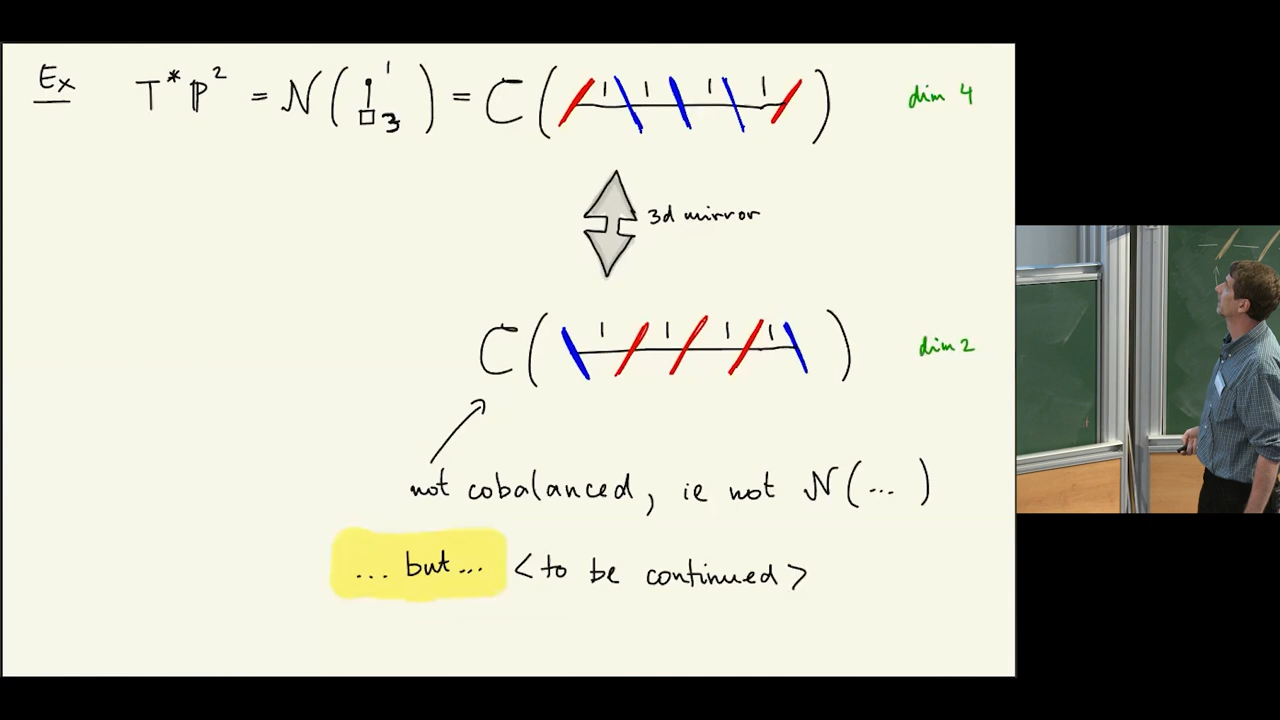 Ex T*P² = N( 1 3 ) = C( 1 1 1 1 ) dim 4
3d mirror
C( 1 1 1 1 ) dim 2
not cobalanced, ie not N(...)
... but... <to be continued>